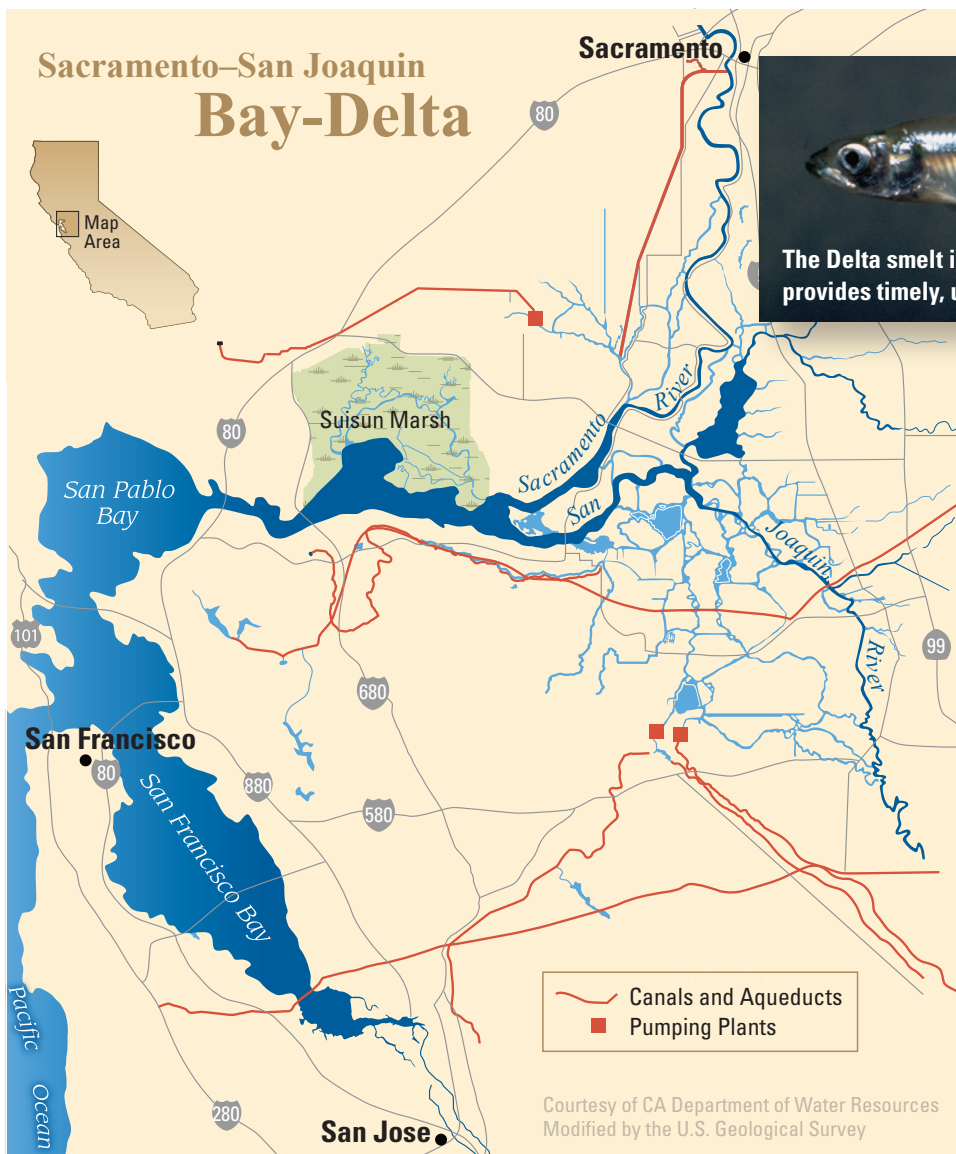 Sacramento–San Joaquin
Bay-Delta
Sacramento
80
Map
Area
The Delta smelt i
provides timely, u
Suisun Marsh
River
Sacramento
80
San Pablo
Bay
San
Joaquin
River
101
99
680
San Francisco
80
880
580
San Francisco Bay
Canals and Aqueducts
Pumping Plants
Pacific
Ocean
280
San Jose
Courtesy of CA Department of Water Resources
Modified by the U.S. Geological Survey